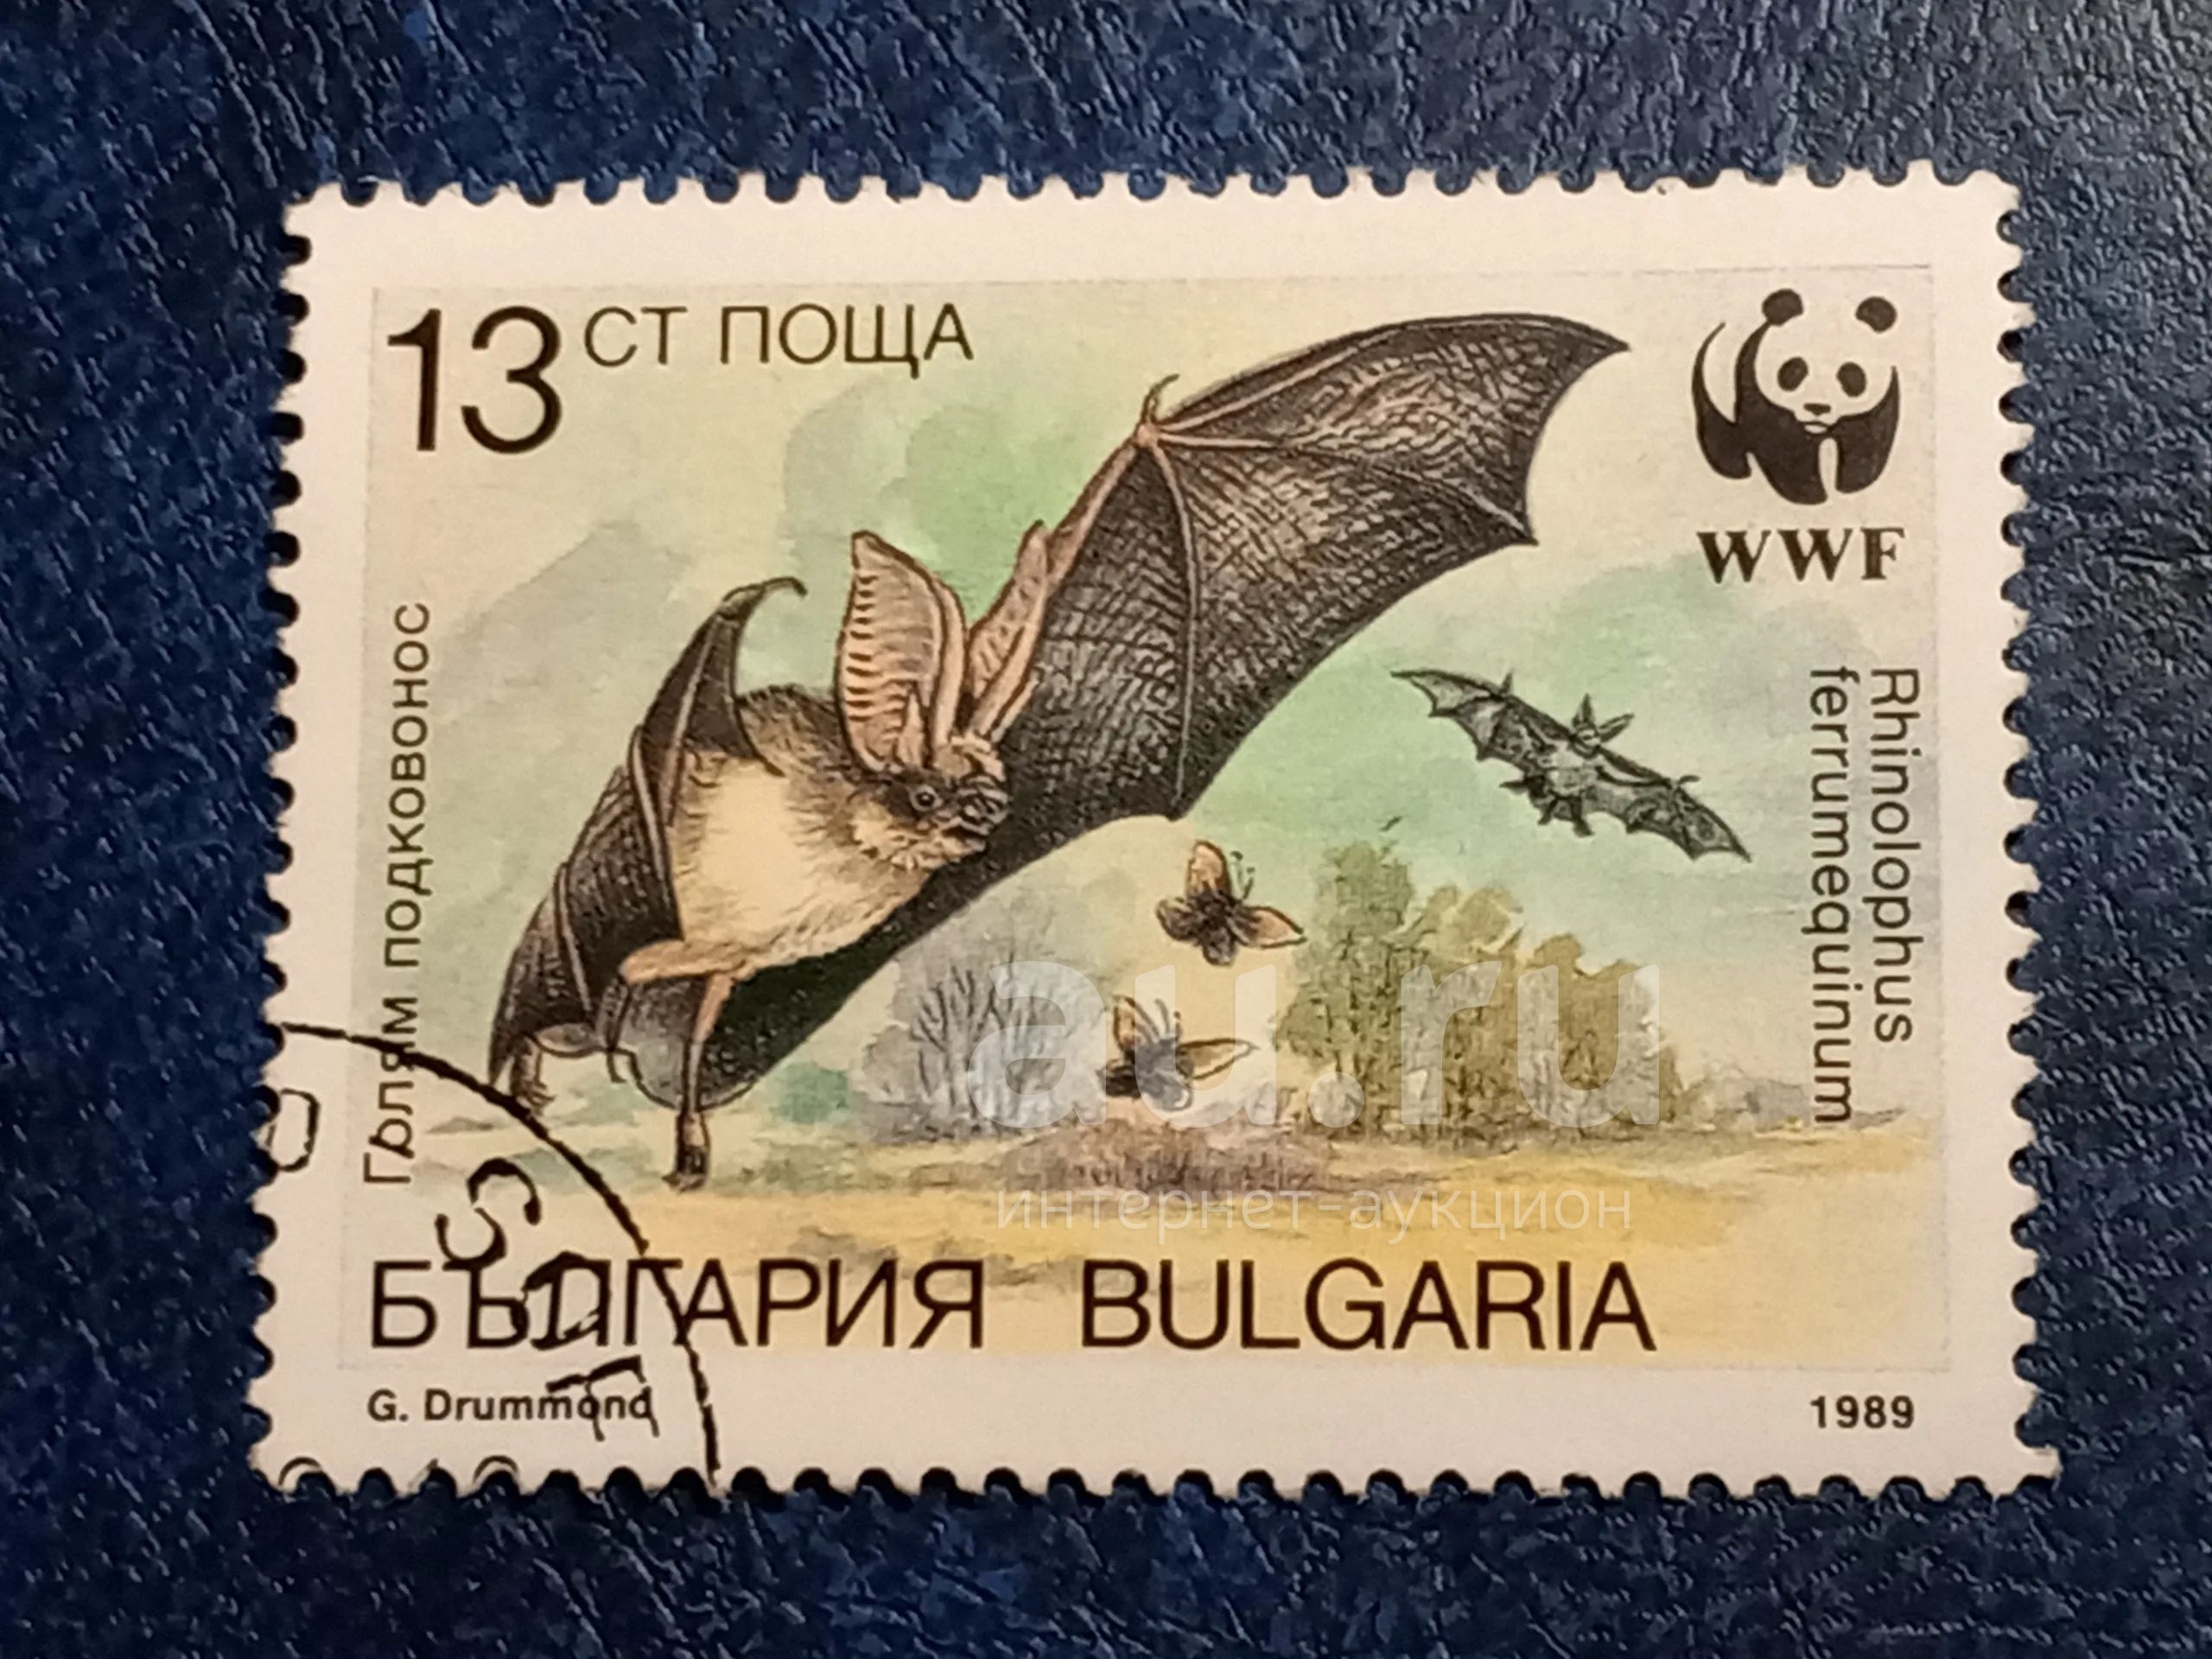 13 СТ ПОЩА
WWF
Голям подковонос
Rhinolophus
ferrumequinum
au.ru
интернет-аукцион
БЪЛГАРИЯ BULGARIA
G. Drummond
1989